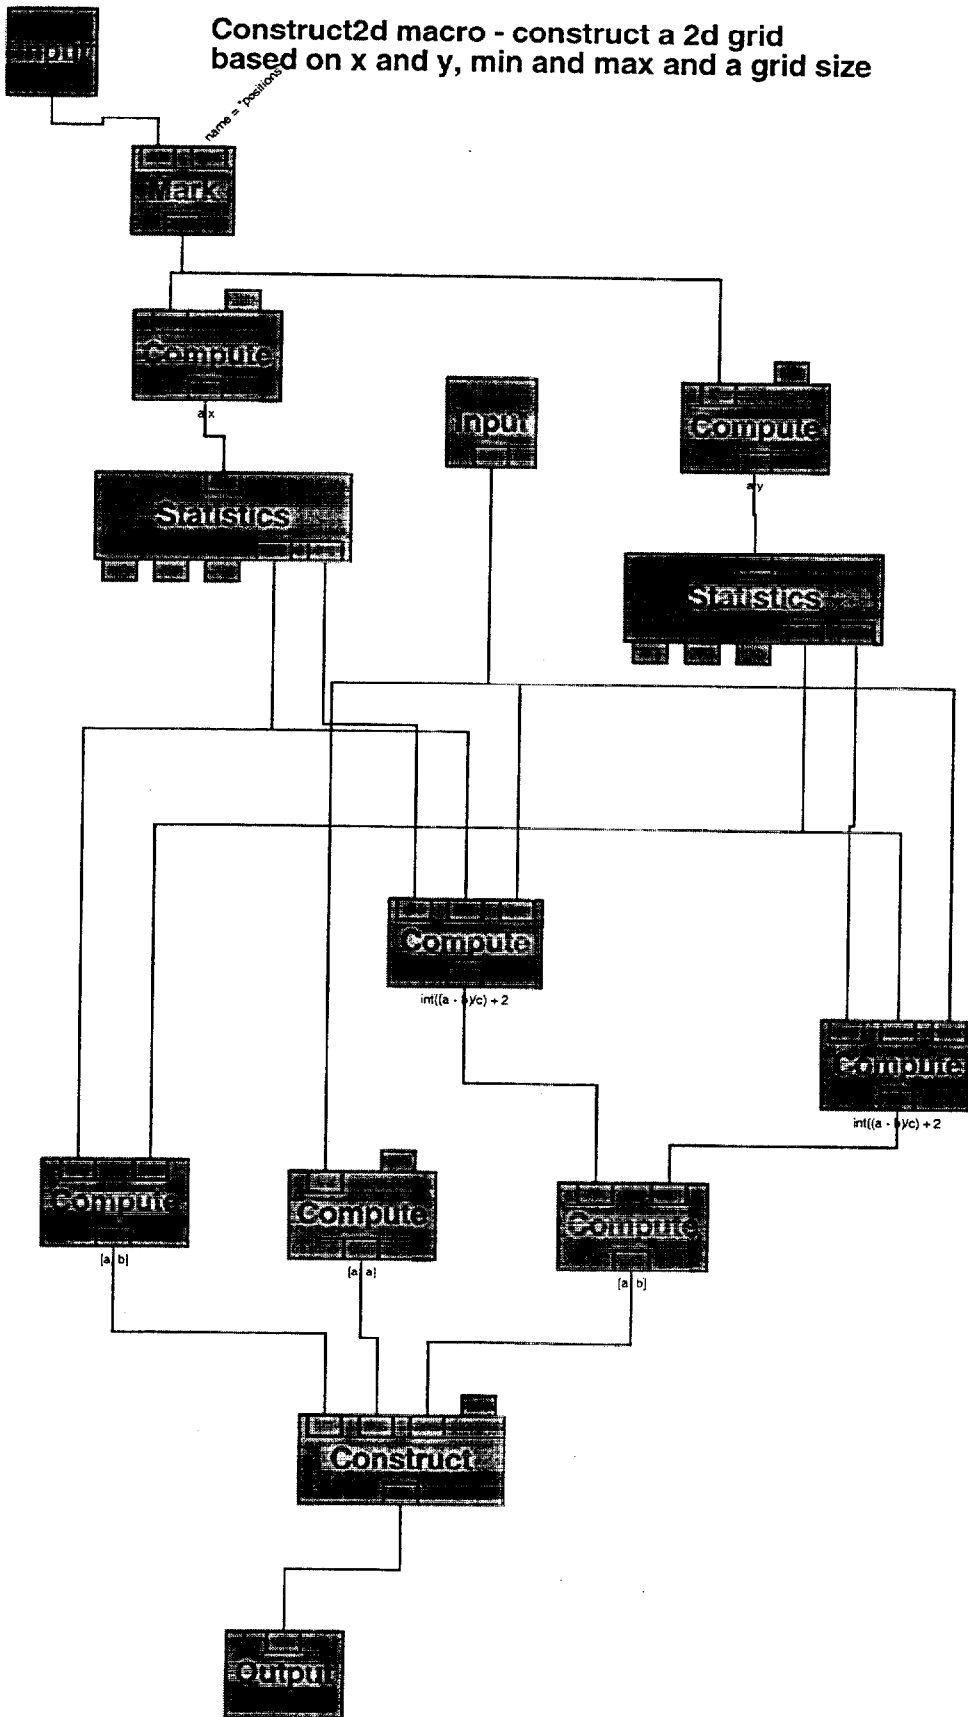 Construct2d macro - construct a 2d grid
based on x and y, min and max and a grid size
Input
name = "positions
Mark
Compute
a.x
Input
Compute
a.y
Statistics
Statistics
Compute
int((a - b)/c) + 2
Compute
int((a - b)/c) + 2
Compute
[a b]
Compute
[a a]
Compute
[a b]
Construct
Output